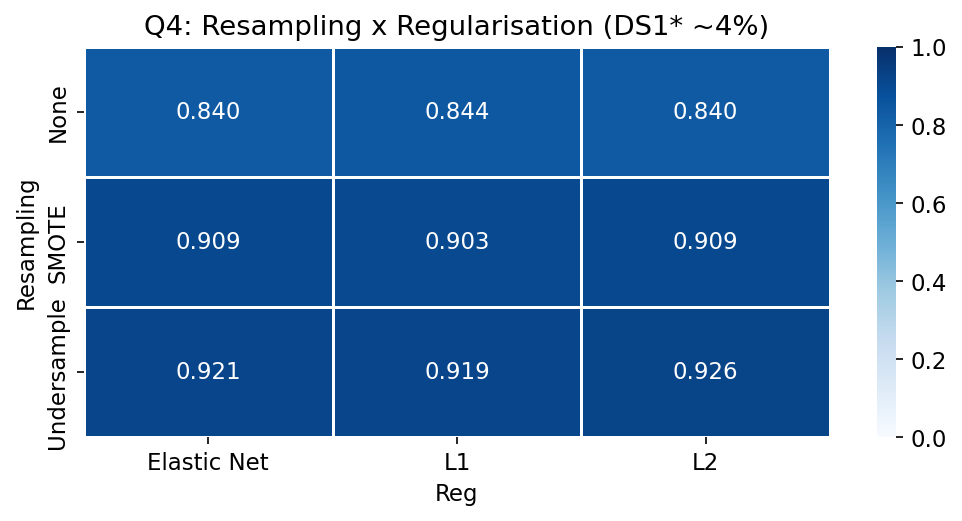 Q4: Resampling x Regularisation (DS1* ~4%)
Resampling
None
0.840 0.844 0.840
SMOTE
0.909 0.903 0.909
Undersample
0.921 0.919 0.926
Elastic Net L1 L2
Reg
1.0
0.8
0.6
0.4
0.2
0.0